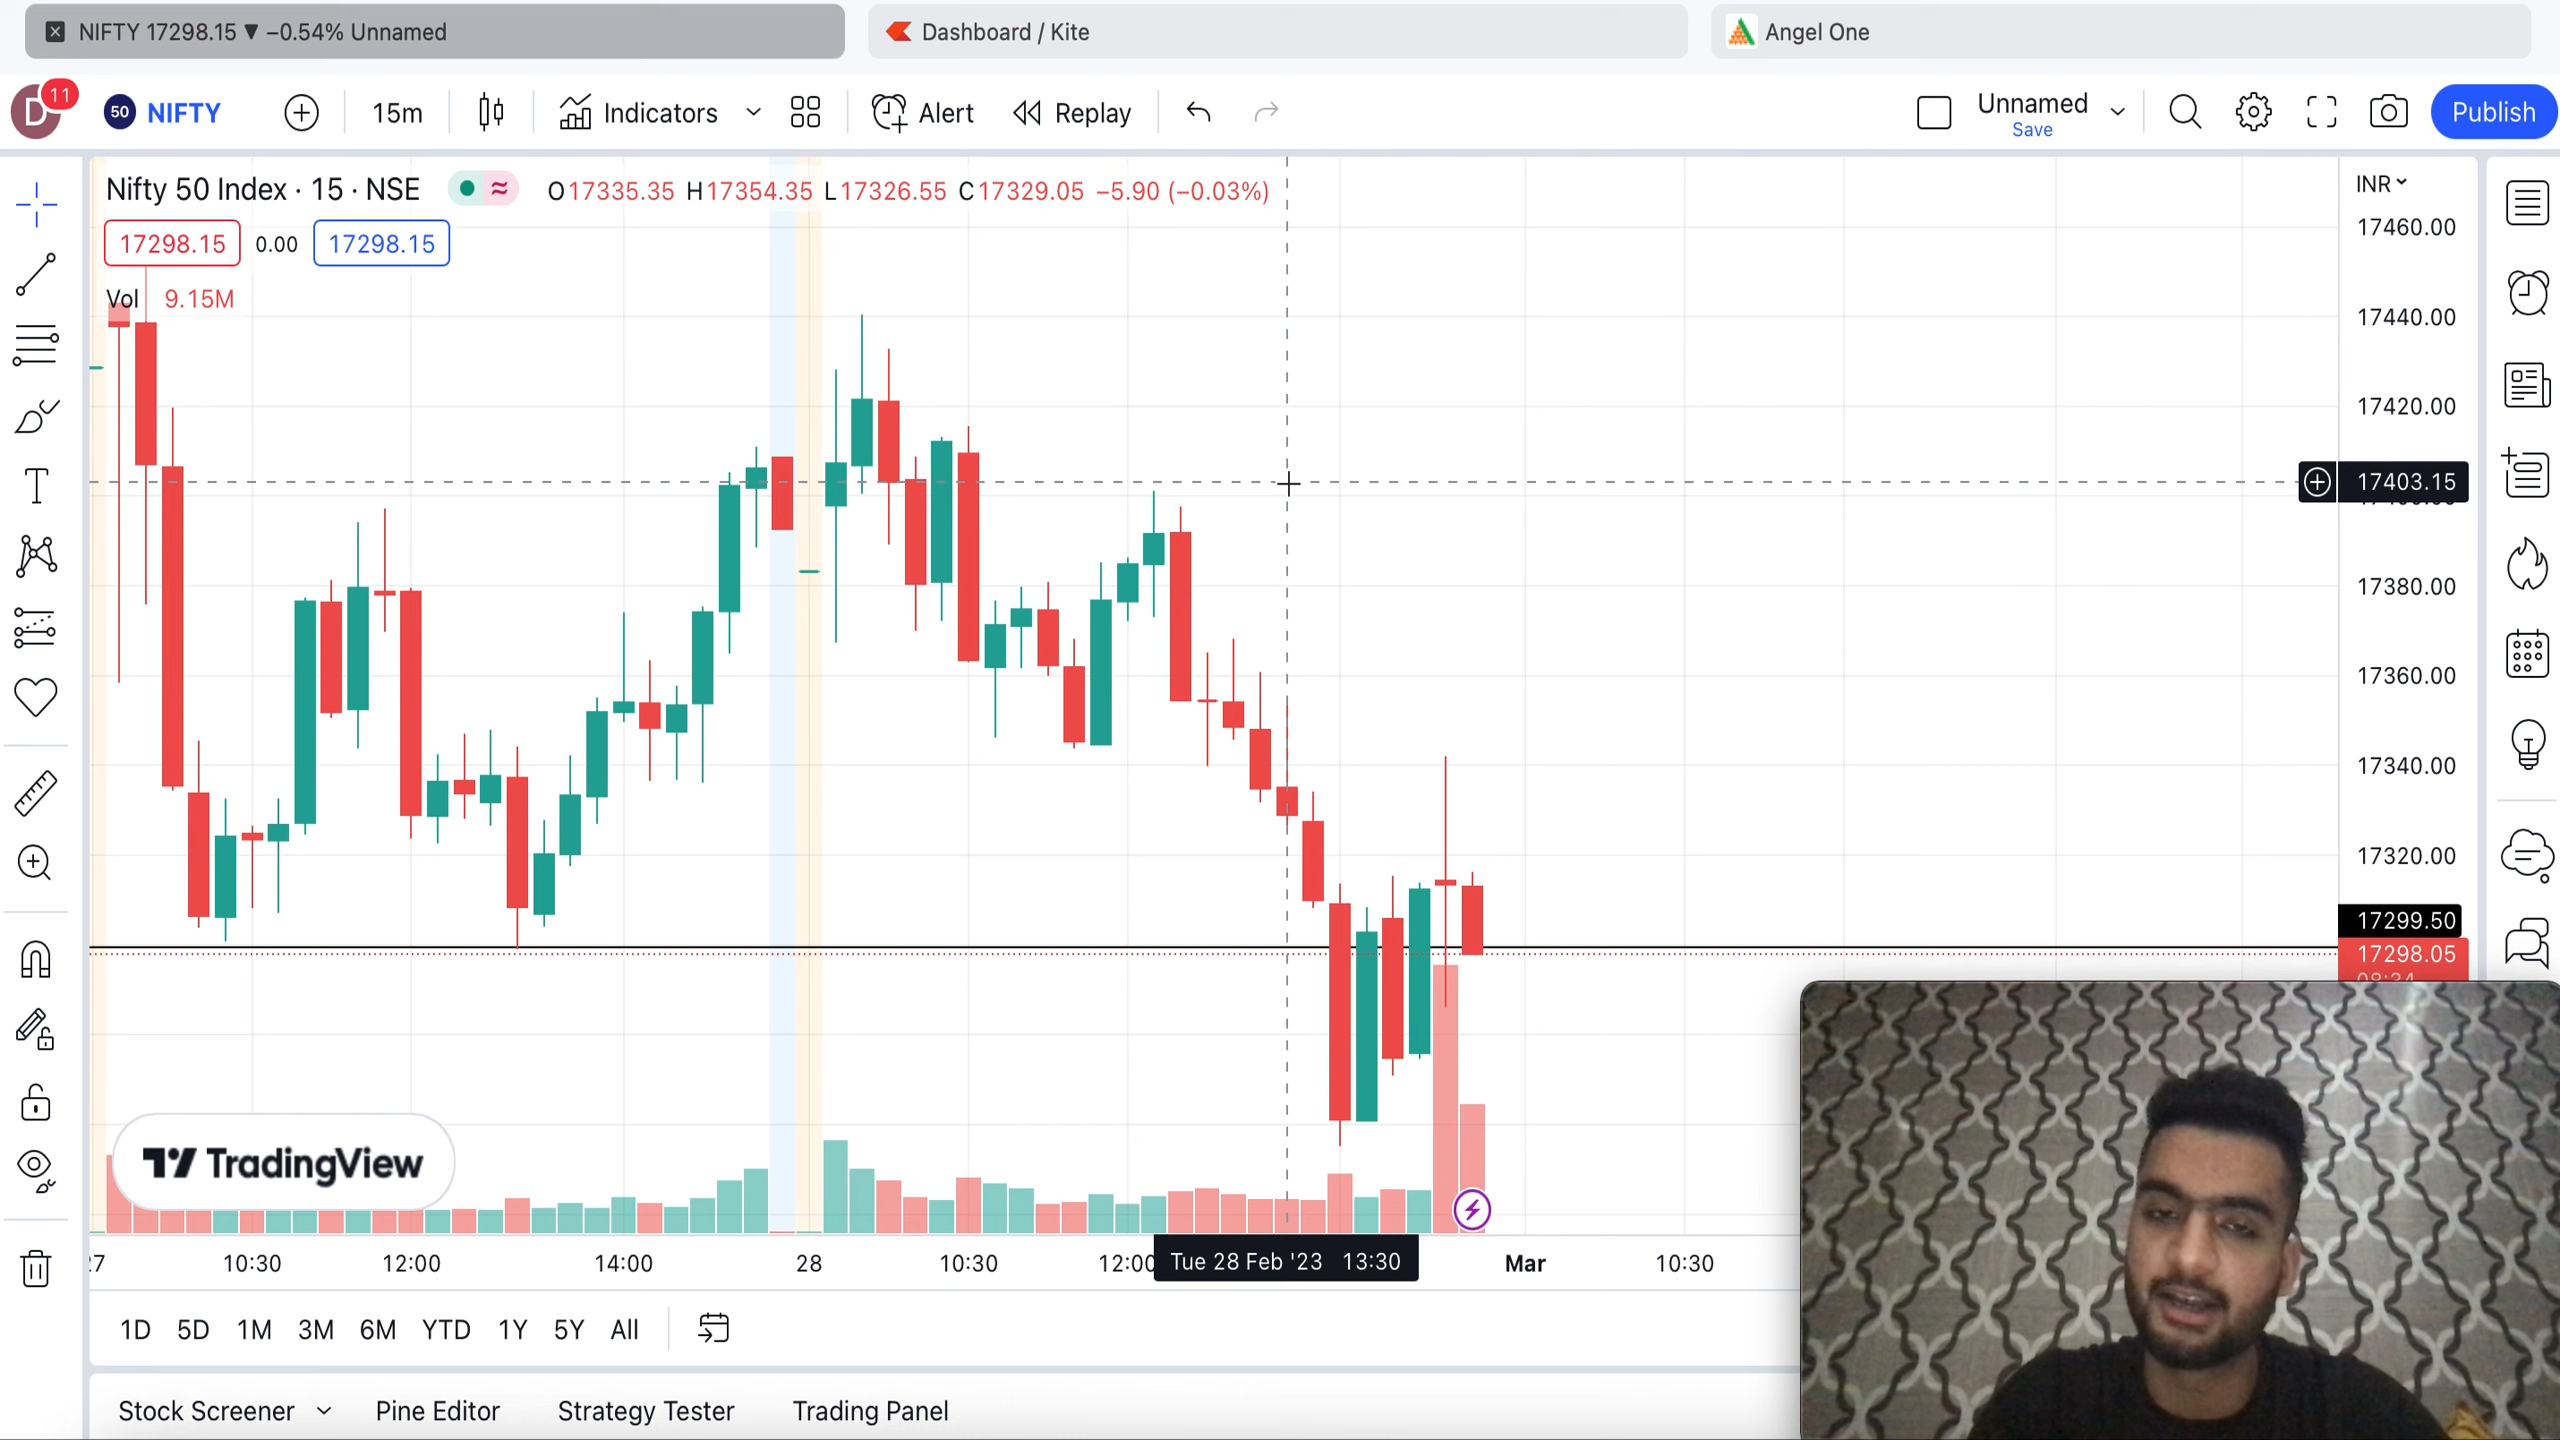 NIFTY 17298.15 ▼ −0.54% Unnamed
Dashboard / Kite
Angel One
D 11
50 NIFTY
15m
Indicators
Alert
Replay
Unnamed
Save
Publish
Nifty 50 Index · 15 · NSE
O17335.35 H17354.35 L17326.55 C17329.05 −5.90 (−0.03%)
INR
17298.15 0.00 17298.15
Vol 9.15M
17460.00
17440.00
17420.00
17403.15
17380.00
17360.00
17340.00
17320.00
17299.50
17298.05
TradingView
27 10:30 12:00 14:00 28 10:30 12:00 Tue 28 Feb '23 13:30 Mar 10:30
1D 5D 1M 3M 6M YTD 1Y 5Y All
Stock Screener Pine Editor Strategy Tester Trading Panel